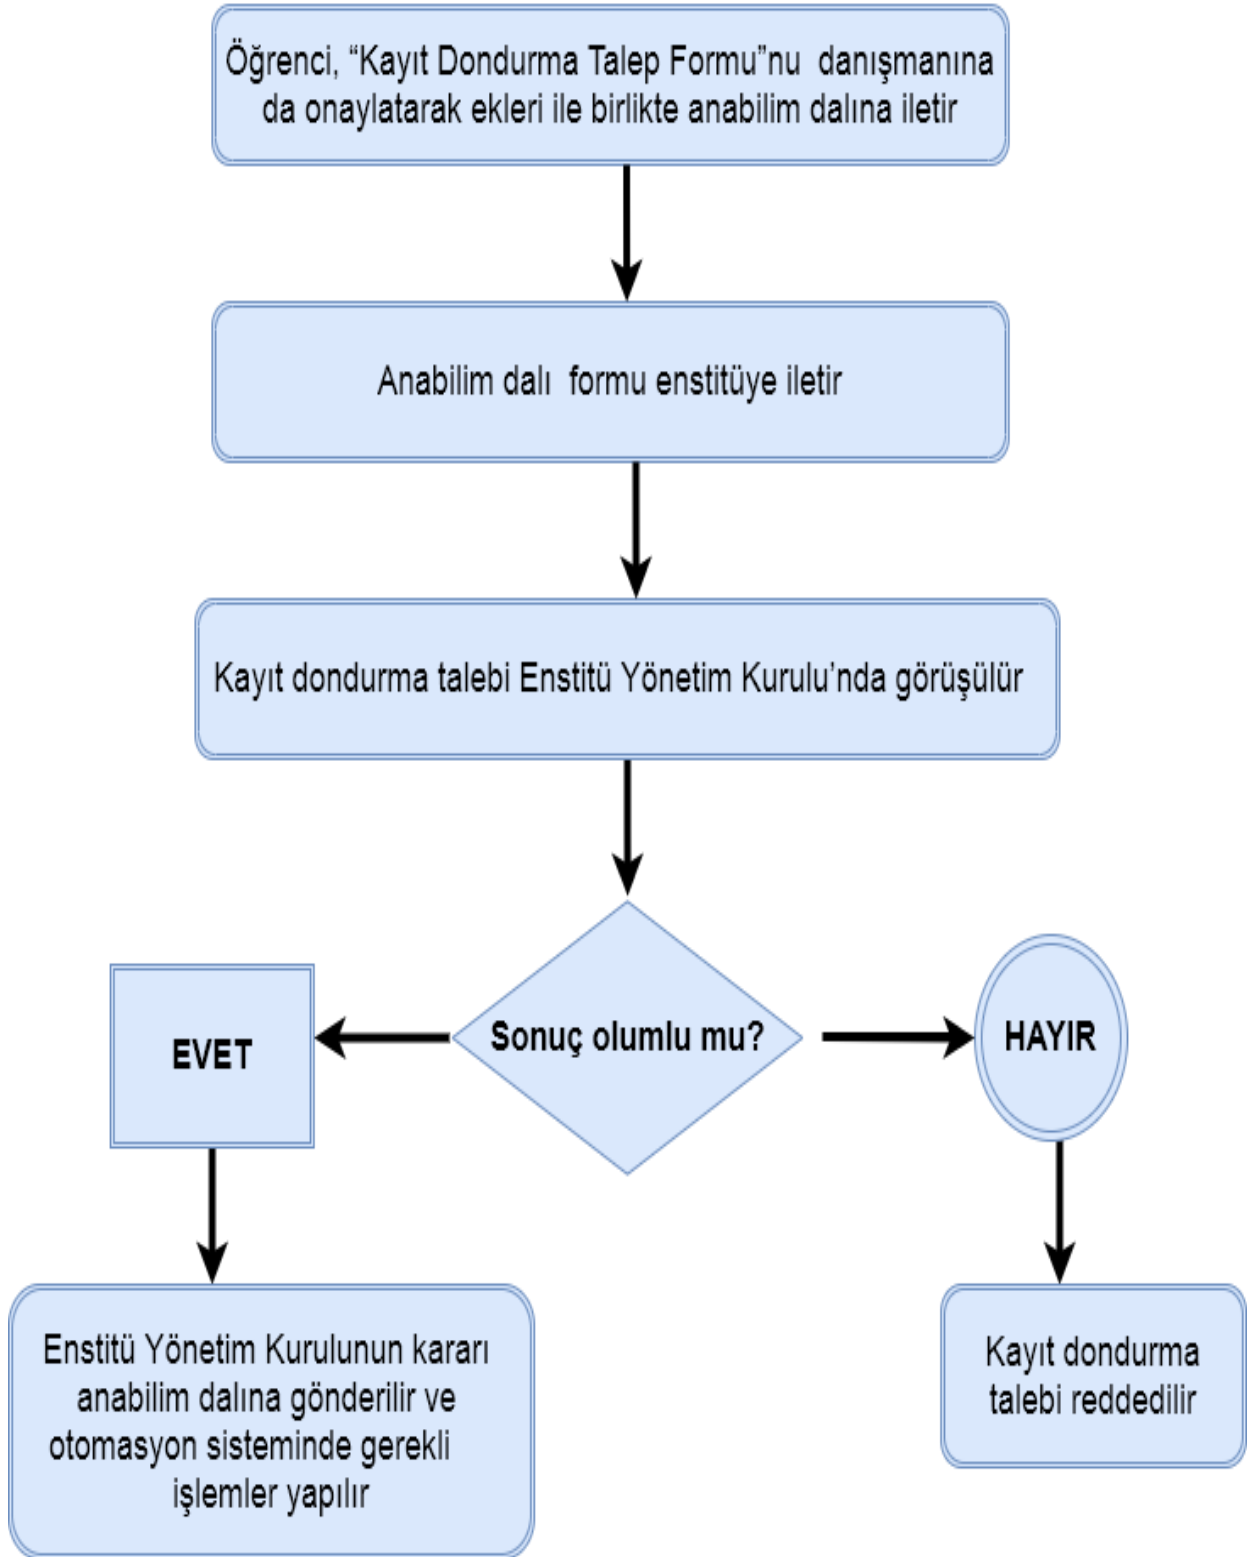 Öğrenci, “Kayıt Dondurma Talep Formu”nu danışmanına
da onaylatarak ekleri ile birlikte anabilim dalına iletir
Anabilim dalı formu enstitüye iletir
Kayıt dondurma talebi Enstitü Yönetim Kurulu’nda görüşülür
Sonuç olumlu mu?
EVET
HAYIR
Enstitü Yönetim Kurulunun kararı
anabilim dalına gönderilir ve
otomasyon sisteminde gerekli
işlemler yapılır
Kayıt dondurma
talebi reddedilir